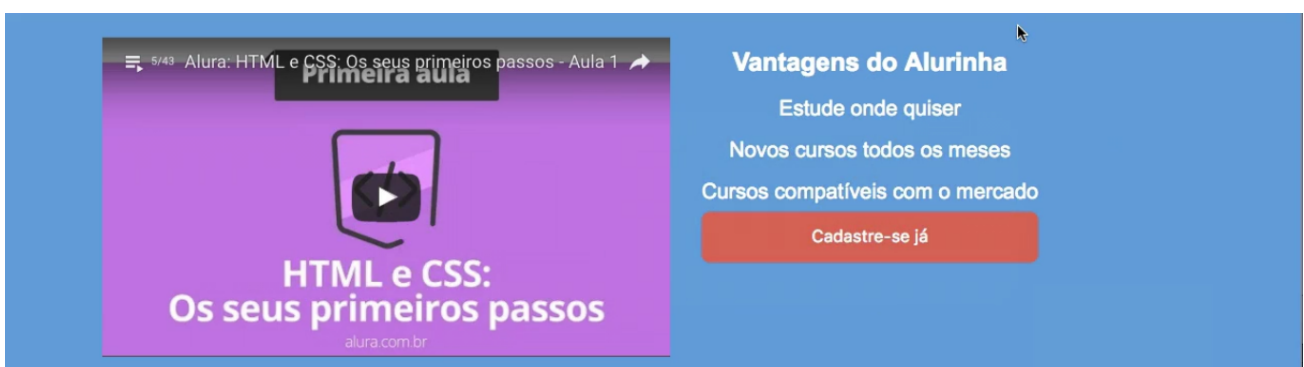 5/43 Alura: HTML e CSS: Os seus primeiros passos - Aula 1
Primeira aula
</>
HTML e CSS:
Os seus primeiros passos
alura.com.br
Vantagens do Alurinha
Estude onde quiser
Novos cursos todos os meses
Cursos compatíveis com o mercado
Cadastre-se já